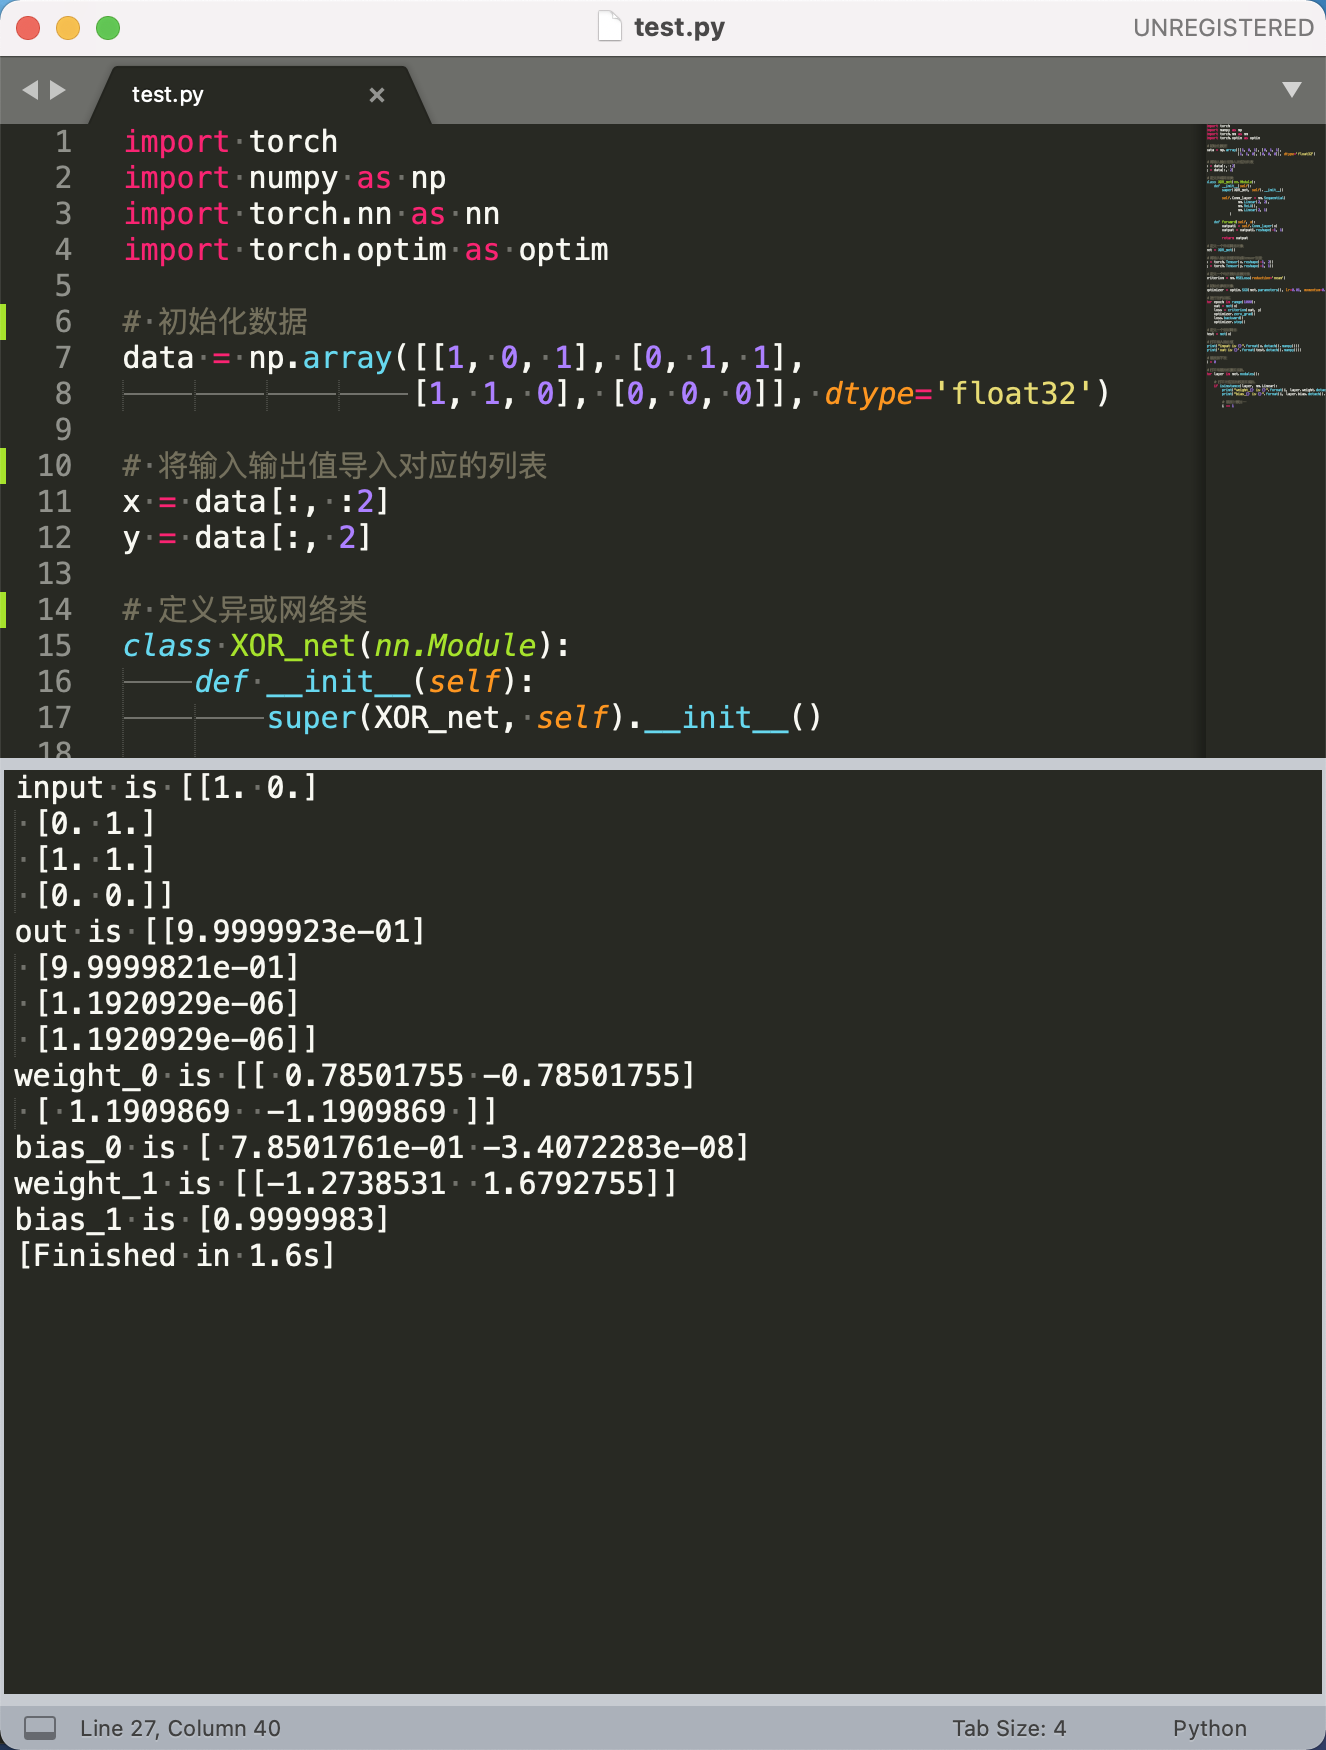 test.py
UNREGISTERED
test.py
1 import torch
2 import numpy as np
3 import torch.nn as nn
4 import torch.optim as optim
5
6 # 初始化数据
7 data = np.array([[1, 0, 1], [0, 1, 1],
8 [1, 1, 0], [0, 0, 0]], dtype='float32')
9
10 # 将输入输出值导入对应的列表
11 x = data[:, :2]
12 y = data[:, 2]
13
14 # 定义异或网络类
15 class XOR_net(nn.Module):
16 def __init__(self):
17 super(XOR_net, self).__init__()
18
input is [[1. 0.]
[0. 1.]
[1. 1.]
[0. 0.]]
out is [[9.9999923e-01]
[9.9999821e-01]
[1.1920929e-06]
[1.1920929e-06]]
weight_0 is [[ 0.78501755 -0.78501755]
[ 1.1909869  -1.1909869 ]]
bias_0 is [ 7.8501761e-01 -3.4072283e-08]
weight_1 is [[-1.2738531  1.6792755]]
bias_1 is [0.9999983]
[Finished in 1.6s]
Line 27, Column 40
Tab Size: 4
Python